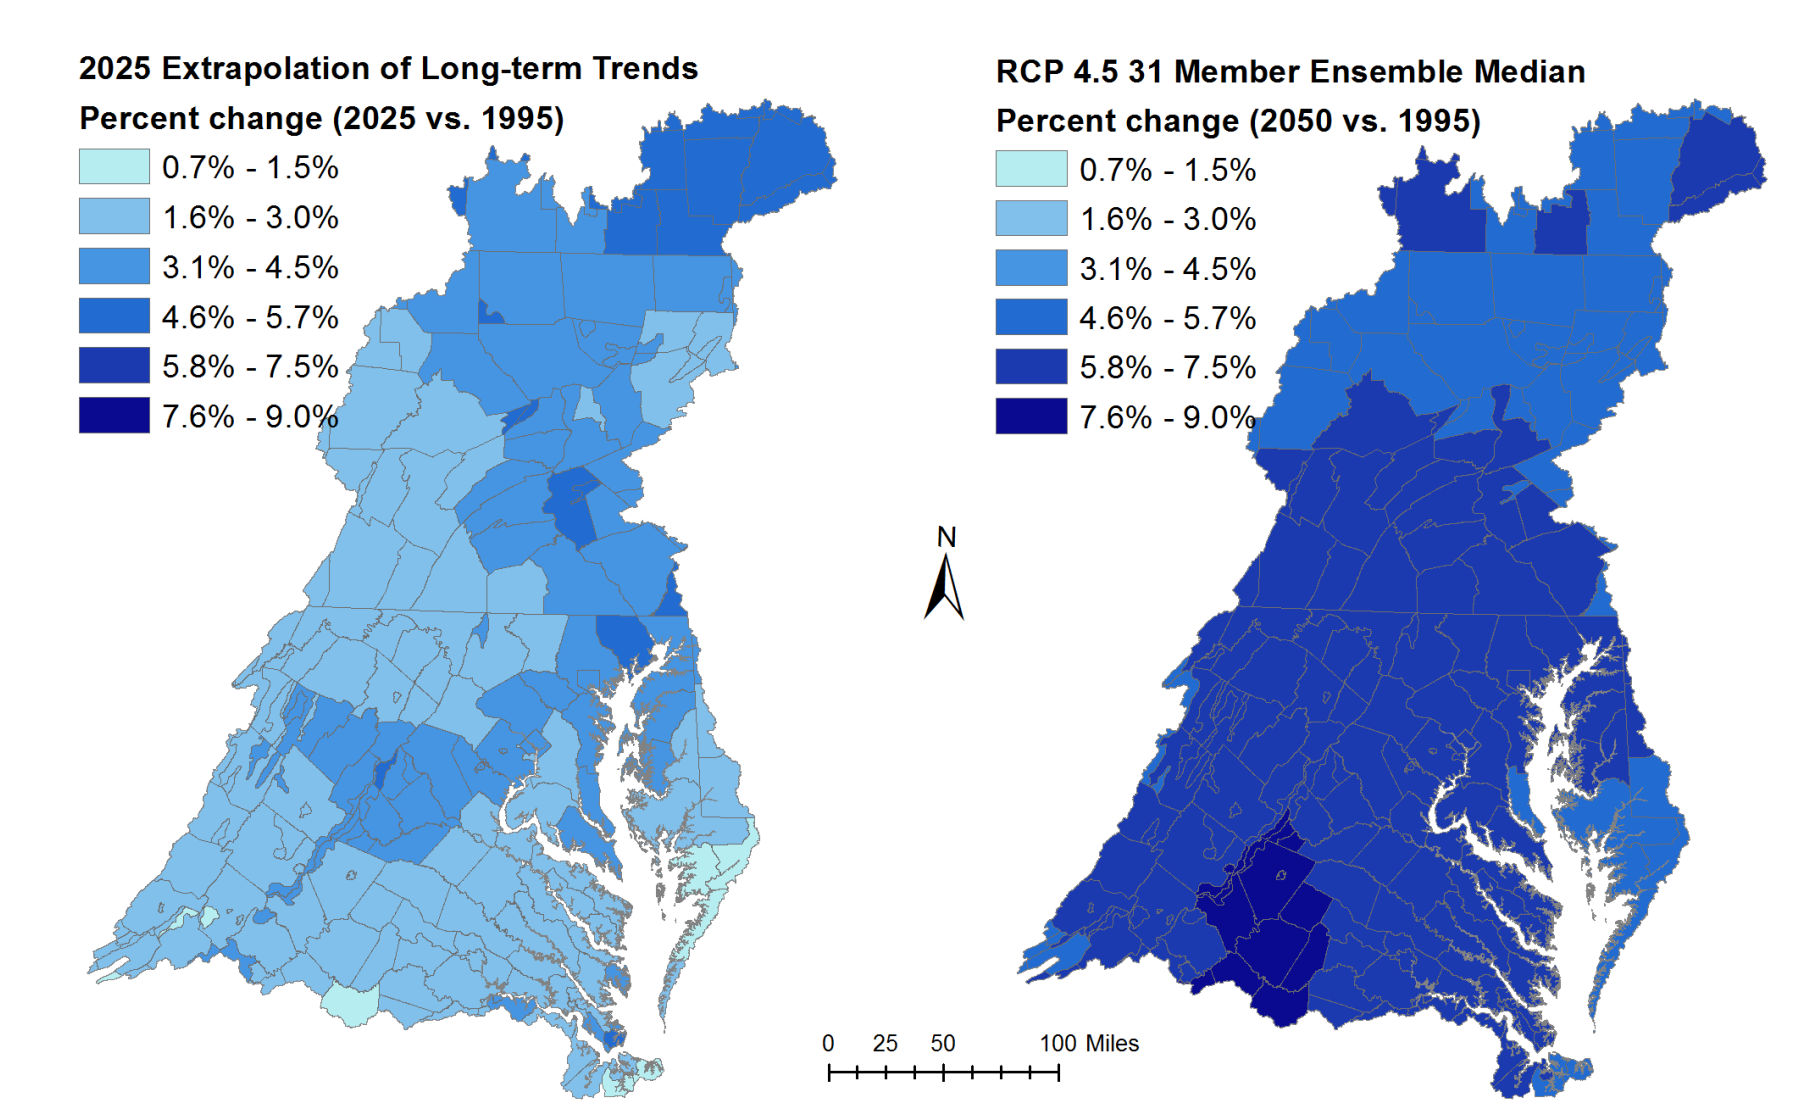 2025 Extrapolation of Long-term Trends
Percent change (2025 vs. 1995)
0.7% - 1.5%
1.6% - 3.0%
3.1% - 4.5%
4.6% - 5.7%
5.8% - 7.5%
7.6% - 9.0%
RCP 4.5 31 Member Ensemble Median
Percent change (2050 vs. 1995)
0.7% - 1.5%
1.6% - 3.0%
3.1% - 4.5%
4.6% - 5.7%
5.8% - 7.5%
7.6% - 9.0%
N
0 25 50 100 Miles